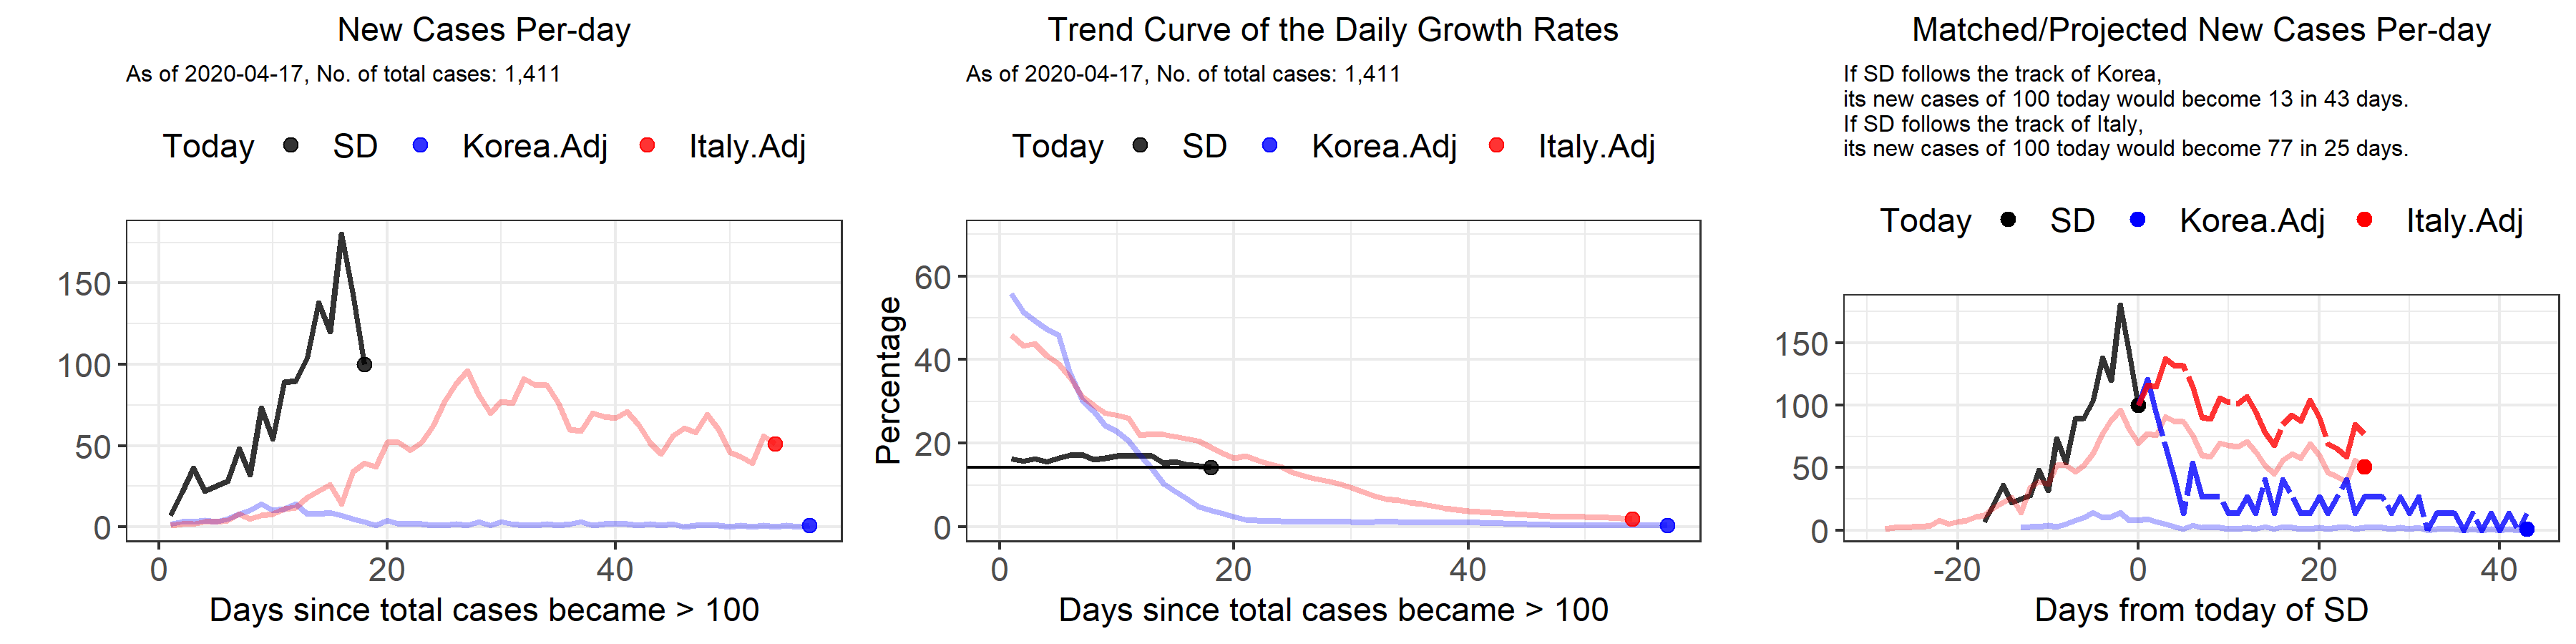 New Cases Per-day
As of 2020-04-17, No. of total cases: 1,411
Today SD Korea.Adj Italy.Adj
150
100
50
0
0 20 40
Days since total cases became > 100
Trend Curve of the Daily Growth Rates
As of 2020-04-17, No. of total cases: 1,411
Today SD Korea.Adj Italy.Adj
Percentage
60
40
20
0
0 20 40
Days since total cases became > 100
Matched/Projected New Cases Per-day
If SD follows the track of Korea,
its new cases of 100 today would become 13 in 43 days.
If SD follows the track of Italy,
its new cases of 100 today would become 77 in 25 days.
Today SD Korea.Adj Italy.Adj
150
100
50
0
-20 0 20 40
Days from today of SD